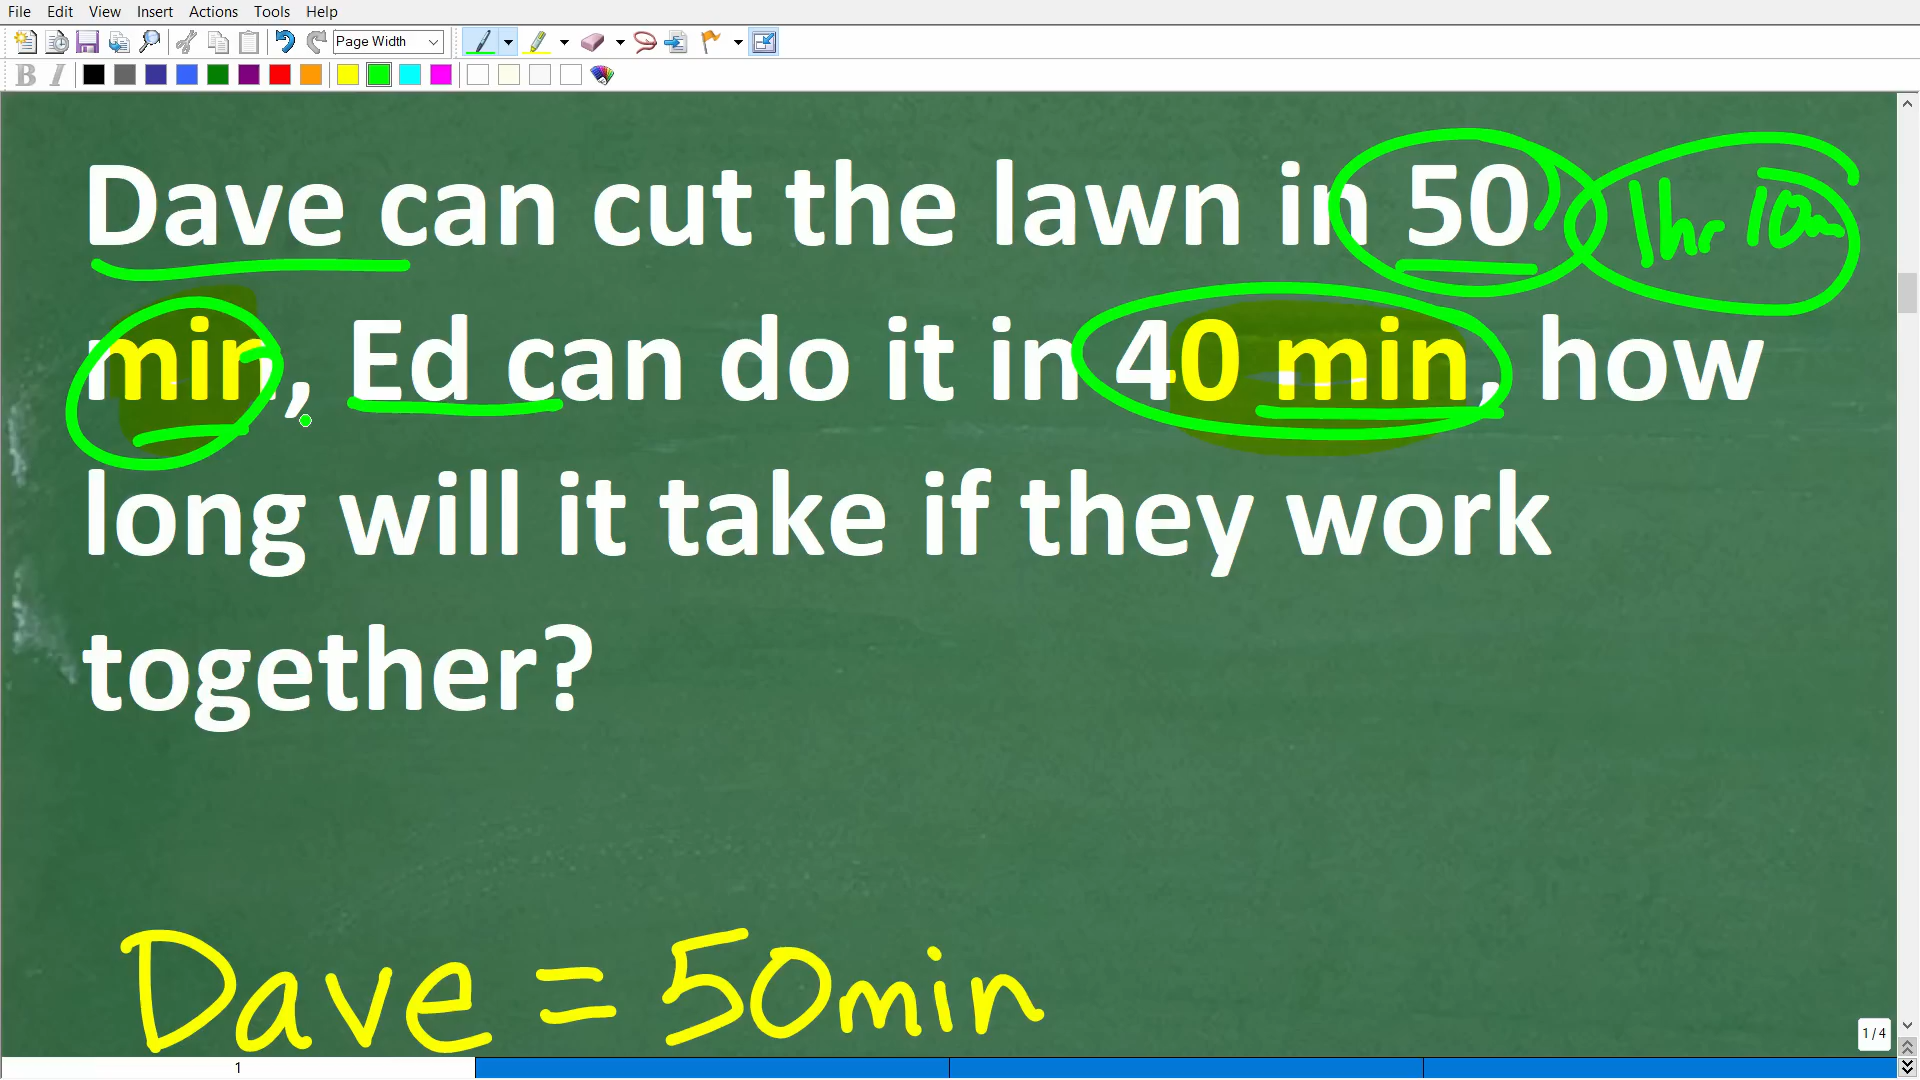 File Edit View Insert Actions Tools Help
Page Width
B I
Dave can cut the lawn in 50 1hr 10m
min, Ed can do it in 40 min, how
long will it take if they work
together?
Dave = 50min
1 / 4
1